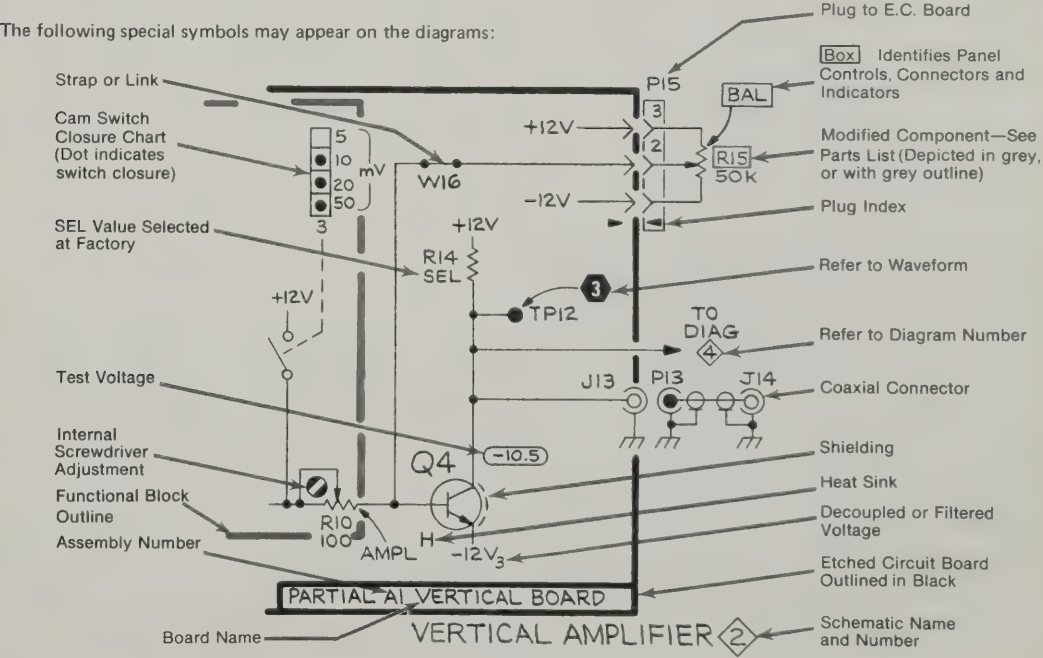 The following special symbols may appear on the diagrams:
Plug to E.C. Board
Box Identifies Panel
Controls, Connectors and
Indicators
Modified Component—See
Parts List (Depicted in grey,
or with grey outline)
Plug Index
Refer to Waveform
Refer to Diagram Number
Coaxial Connector
Shielding
Heat Sink
Decoupled or Filtered
Voltage
Etched Circuit Board
Outlined in Black
Schematic Name
and Number
Strap or Link
Cam Switch
Closure Chart
(Dot indicates
switch closure)
SEL Value Selected
at Factory
Test Voltage
Internal
Screwdriver
Adjustment
Functional Block
Outline
Assembly Number
Board Name
5
10
20
50
mV
3
+12V
W16
+12V
-12V
P15
3
2
1
BAL
R15
50K
+12V
R14
SEL
TP12
3
TO
DIAG
4
J13
P13
J14
Q4
-10.5
R10
100
AMPL
H
-12V3
PARTIAL A1 VERTICAL BOARD
VERTICAL AMPLIFIER 2